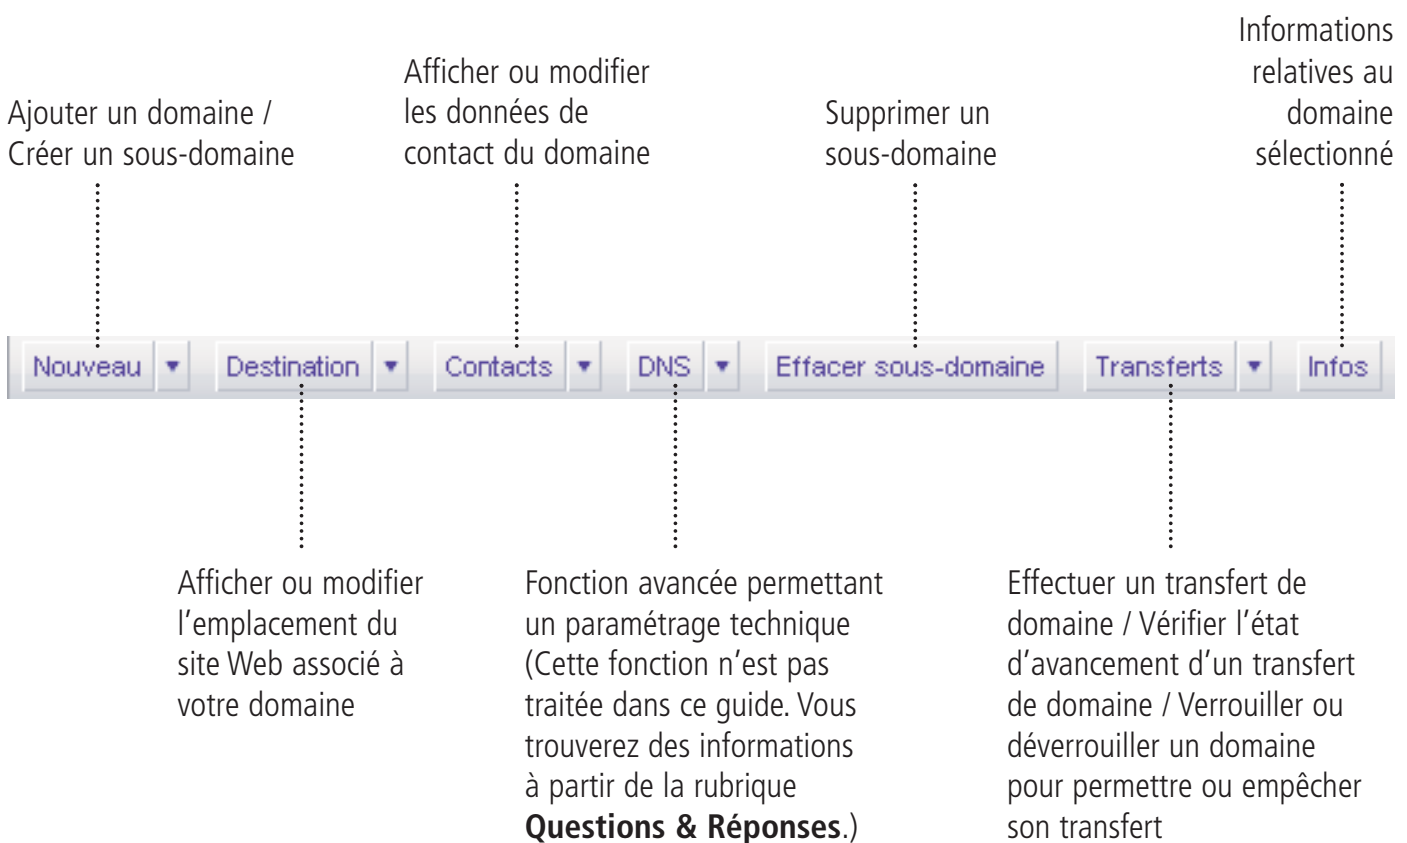 Ajouter un domaine /
Créer un sous-domaine
Afficher ou modifier
les données de
contact du domaine
Supprimer un
sous-domaine
Informations
relatives au
domaine
sélectionné
Nouveau
Destination
Contacts
DNS
Effacer sous-domaine
Transferts
Infos
Afficher ou modifier
l’emplacement du
site Web associé à
votre domaine
Fonction avancée permettant
un paramétrage technique
(Cette fonction n’est pas
traitée dans ce guide. Vous
trouverez des informations
à partir de la rubrique
Questions & Réponses.)
Effectuer un transfert de
domaine / Vérifier l’état
d’avancement d’un transfert
de domaine / Verrouiller ou
déverrouiller un domaine
pour permettre ou empêcher
son transfert